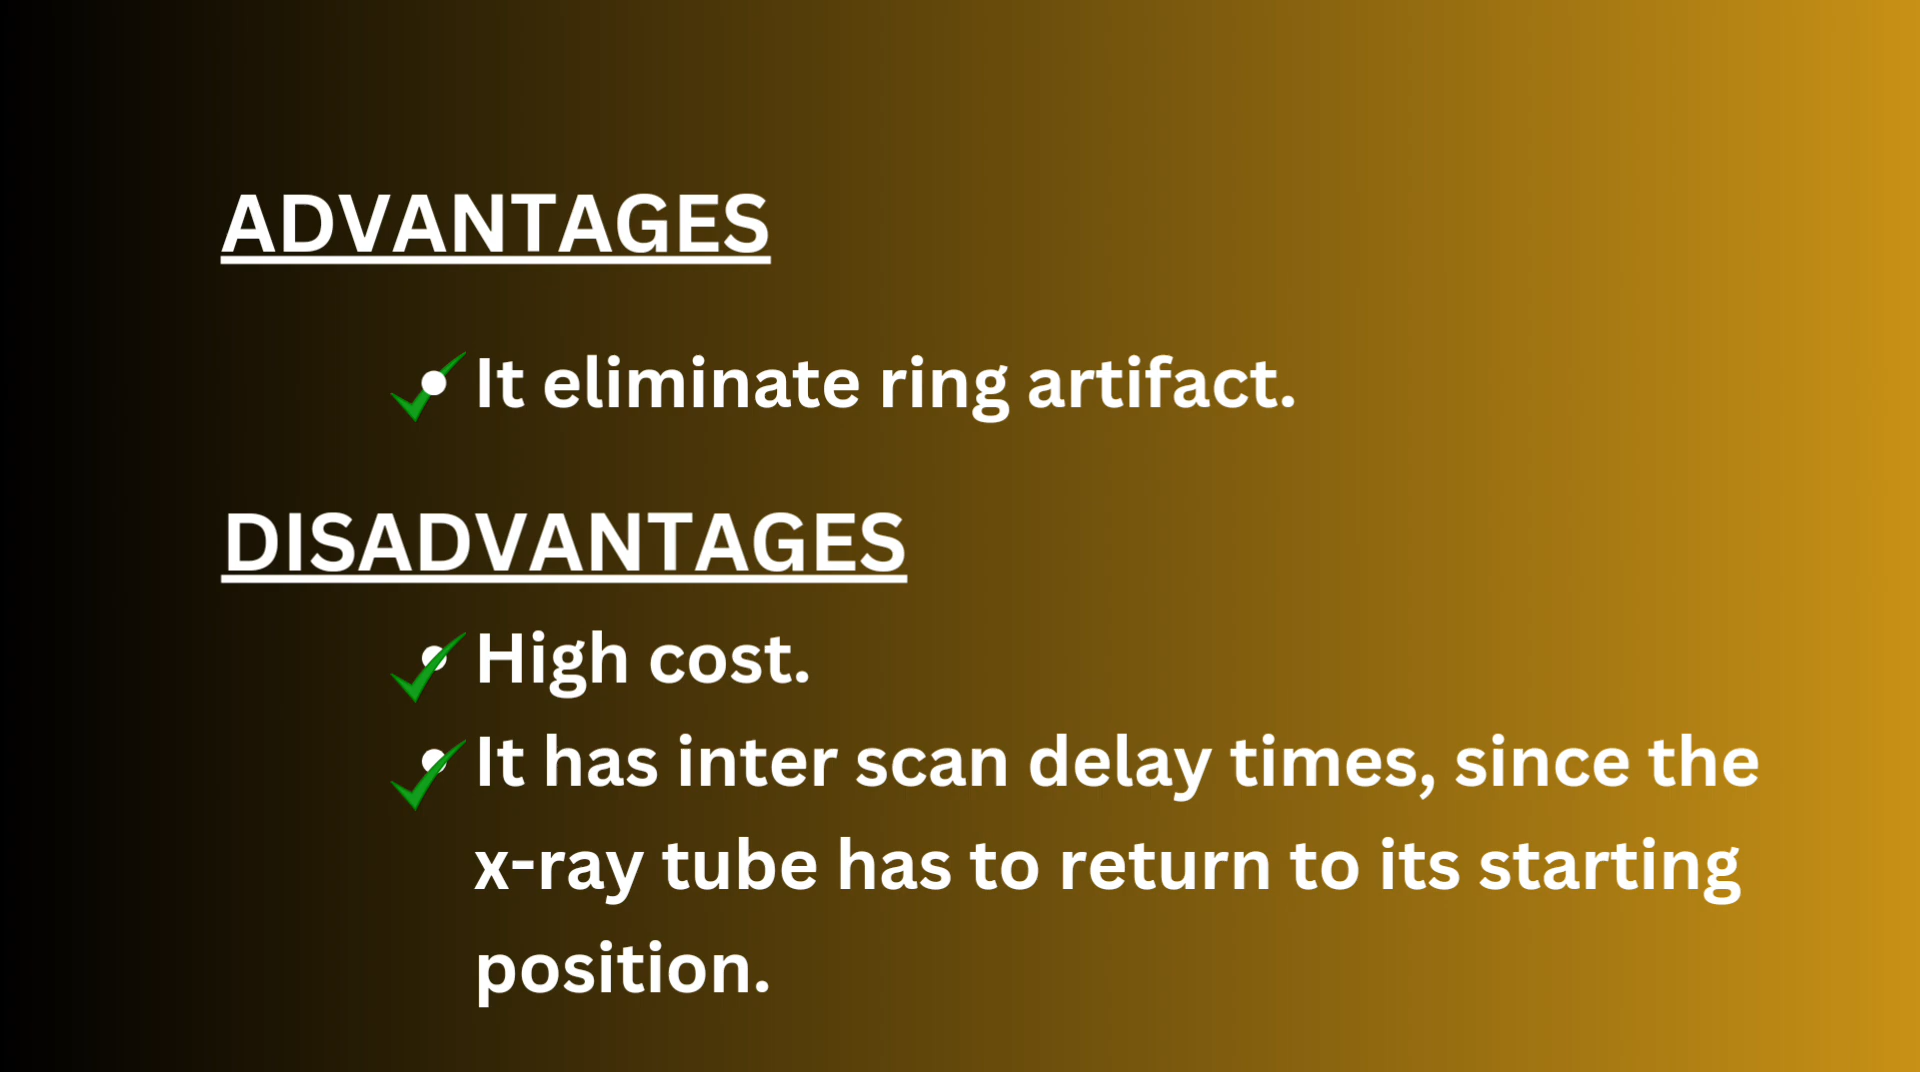 ADVANTAGES
It eliminate ring artifact.
DISADVANTAGES
High cost.
It has inter scan delay times, since the
x-ray tube has to return to its starting
position.